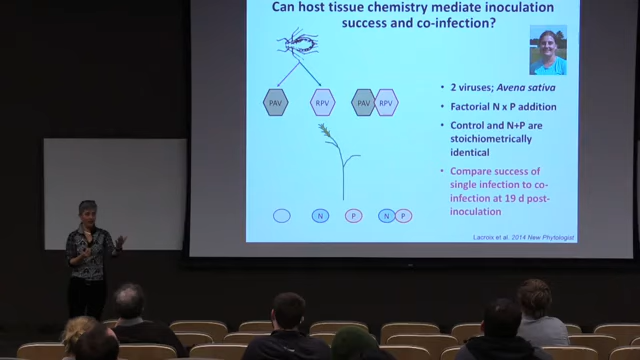 Can host tissue chemistry mediate inoculation
success and co-infection?
PAV
RPV
PAV
RPV
• 2 viruses; Avena sativa
• Factorial N x P addition
• Control and N+P are
stoichiometrically
identical
• Compare success of
single infection to co-
infection at 19 d post-
inoculation
N
P
N
P
Lacroix et al. 2014 New Phytologist